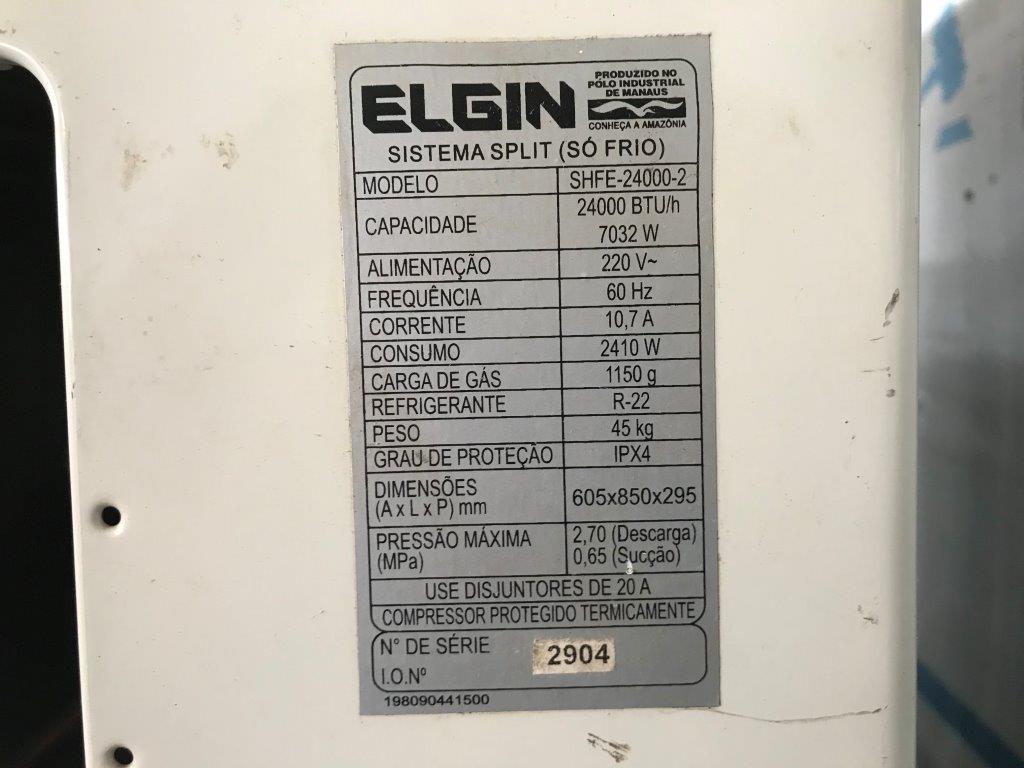 ELGIN
PRODUZIDO NO
PÓLO INDUSTRIAL
DE MANAUS
CONHEÇA A AMAZÔNIA
SISTEMA SPLIT (SÓ FRIO)
MODELO SHFE-24000-2
CAPACIDADE 24000 BTU/h
7032 W
ALIMENTAÇÃO 220 V~
FREQUÊNCIA 60 Hz
CORRENTE 10,7 A
CONSUMO 2410 W
CARGA DE GÁS 1150 g
REFRIGERANTE R-22
PESO 45 kg
GRAU DE PROTEÇÃO IPX4
DIMENSÕES
(A x L x P) mm 605x850x295
PRESSÃO MÁXIMA 2,70 (Descarga)
(MPa) 0,65 (Sucção)
USE DISJUNTORES DE 20 A
COMPRESSOR PROTEGIDO TERMICAMENTE
N° DE SÉRIE 2904
I.O.Nº
198090441500